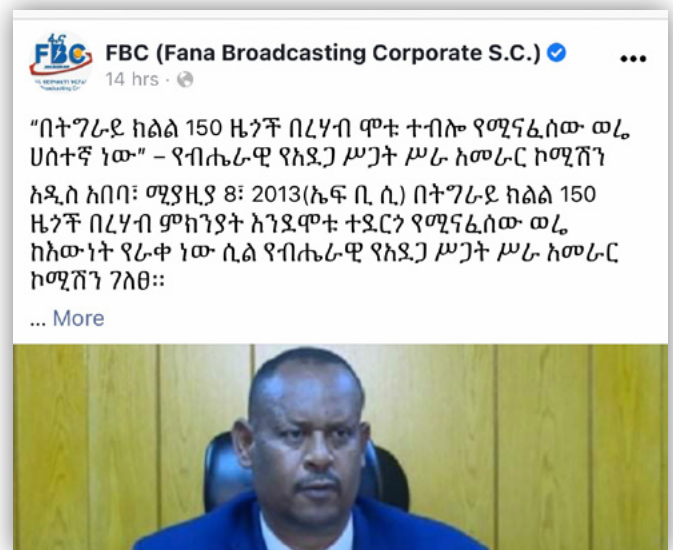 FBC
FBC (Fana Broadcasting Corporate S.C.)
14 hrs ·
“በትግራይ ክልል 150 ዜጎች በረሃብ ሞቱ ተብሎ የሚናፈሰው ወሬ
ሀሰተኛ ነው” – የብሔራዊ የአደጋ ሥጋት ሥራ አመራር ኮሚሽን
አዲስ አበባ፣ ሚያዚያ 8፣ 2013(ኤፍ ቢ ሲ) በትግራይ ክልል 150
ዜጎች በረሃብ ምክንያት እንደሞቱ ተደርጎ የሚናፈሰው ወሬ
ከእውነት የራቀ ነው ሲል የብሔራዊ የአደጋ ሥጋት ሥራ አመራር
ኮሚሽን ገለፀ፡፡
... More